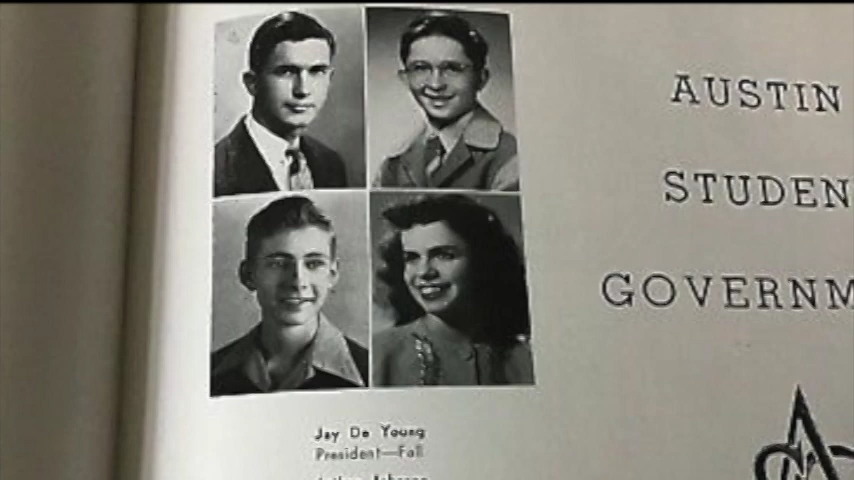 AUSTIN
STUDEN
GOVERNM
Jay De Young
President—Fall